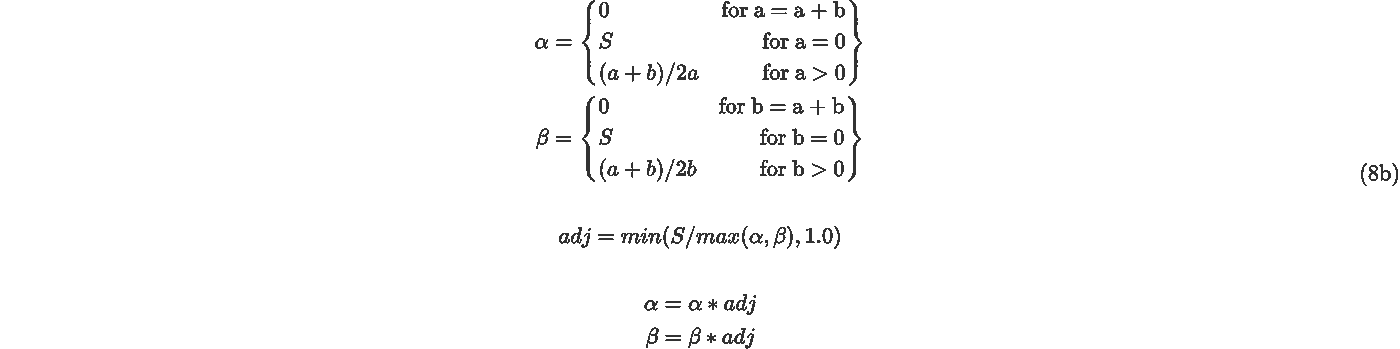 α = { 0 for a = a + b
S for a = 0
(a + b)/2a for a > 0 }
β = { 0 for b = a + b
S for b = 0
(a + b)/2b for b > 0 }
(8b)
adj = min(S/max(α, β), 1.0)
α = α * adj
β = β * adj